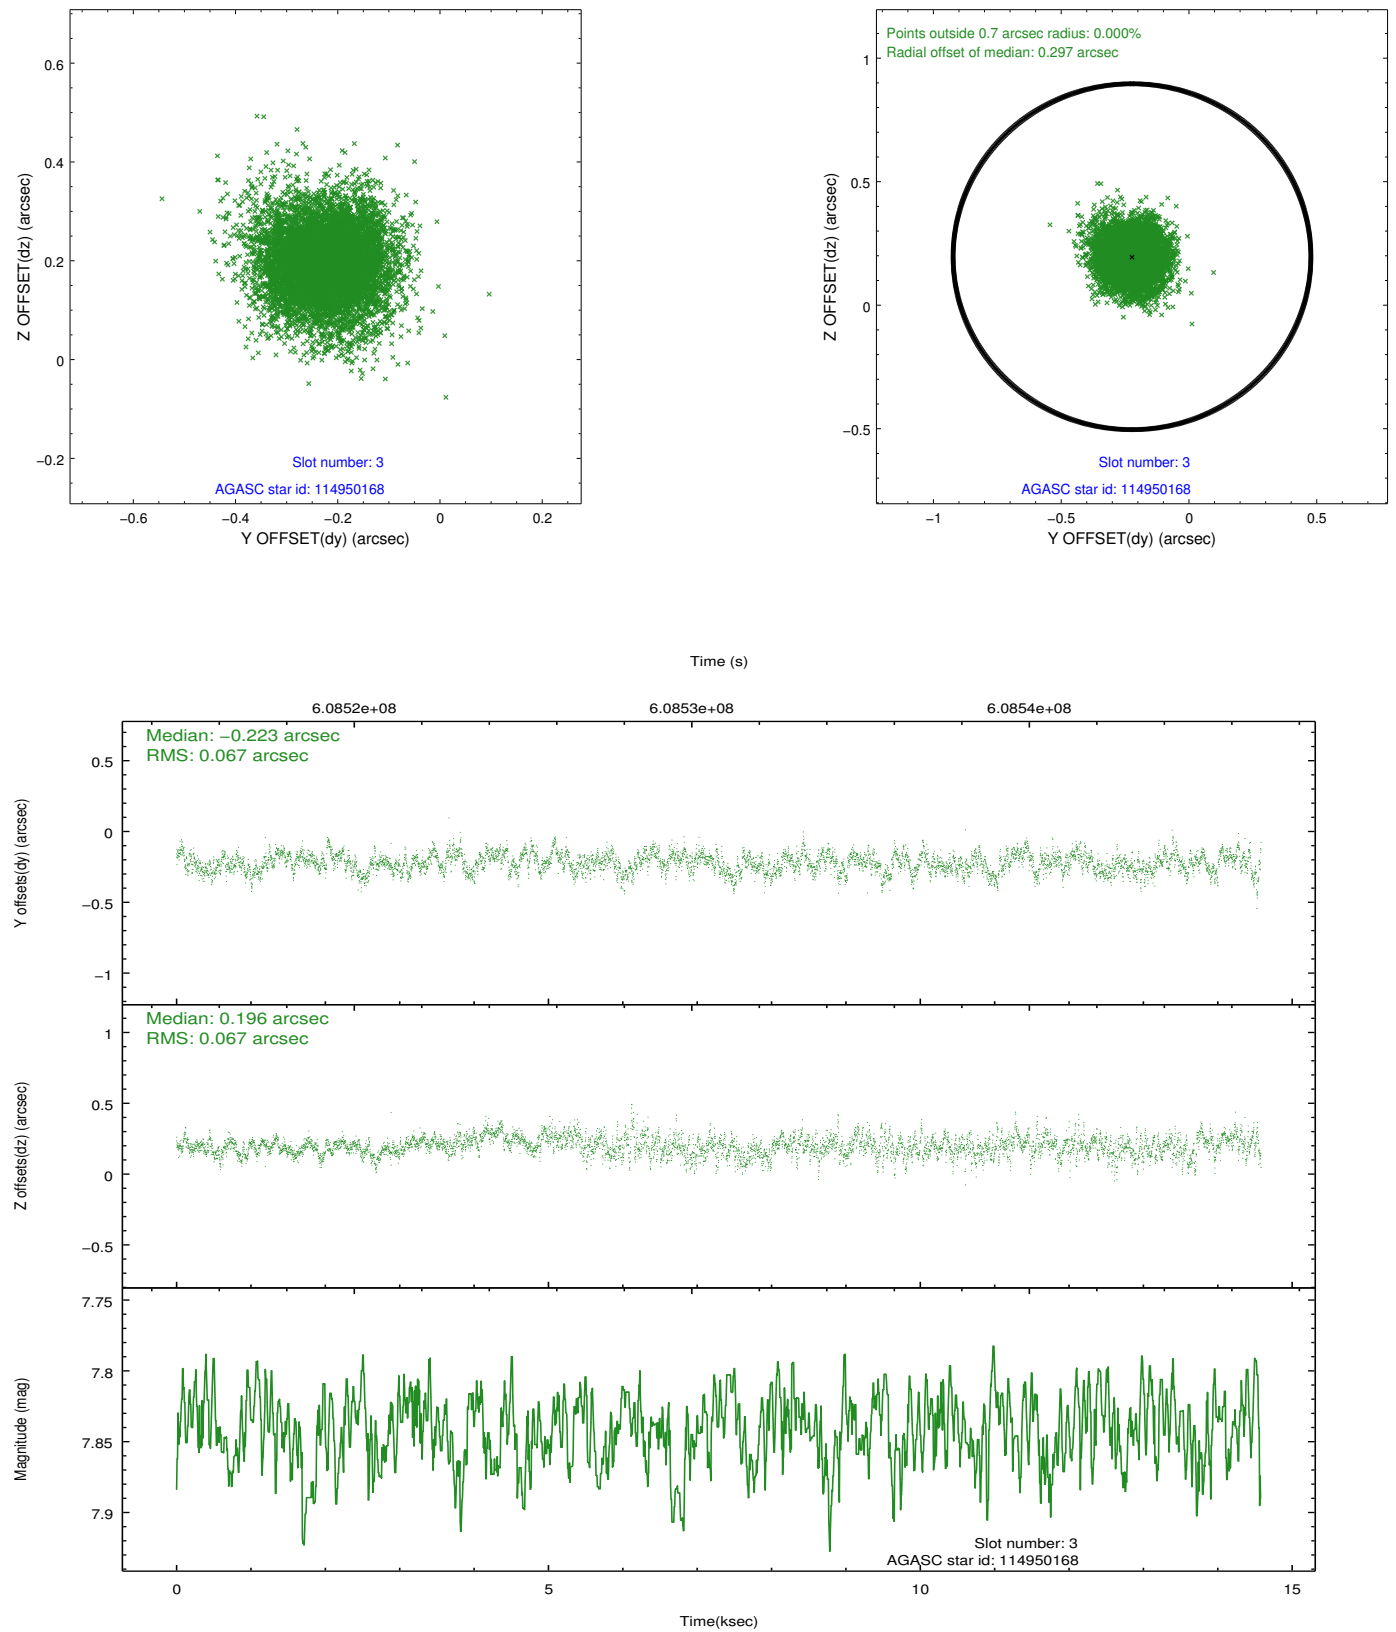 0.6
0.4
0.2
0
−0.2
Z OFFSET(dz) (arcsec)
Slot number: 3
AGASC star id: 114950168
−0.6
−0.4
−0.2
0
0.2
Y OFFSET(dy) (arcsec)
Points outside 0.7 arcsec radius: 0.000%
Radial offset of median: 0.297 arcsec
1
0.5
0
−0.5
Z OFFSET(dz) (arcsec)
Slot number: 3
AGASC star id: 114950168
−1
−0.5
0
0.5
Y OFFSET(dy) (arcsec)
Time (s)
6.0852e+08
6.0853e+08
6.0854e+08
Median: −0.223 arcsec
RMS: 0.067 arcsec
0.5
0
−0.5
−1
Y offsets(dy) (arcsec)
Median: 0.196 arcsec
RMS: 0.067 arcsec
1
0.5
0
−0.5
Z offsets(dz) (arcsec)
7.75
7.8
7.85
7.9
Magnitude (mag)
Slot number: 3
AGASC star id: 114950168
0
5
10
15
Time(ksec)